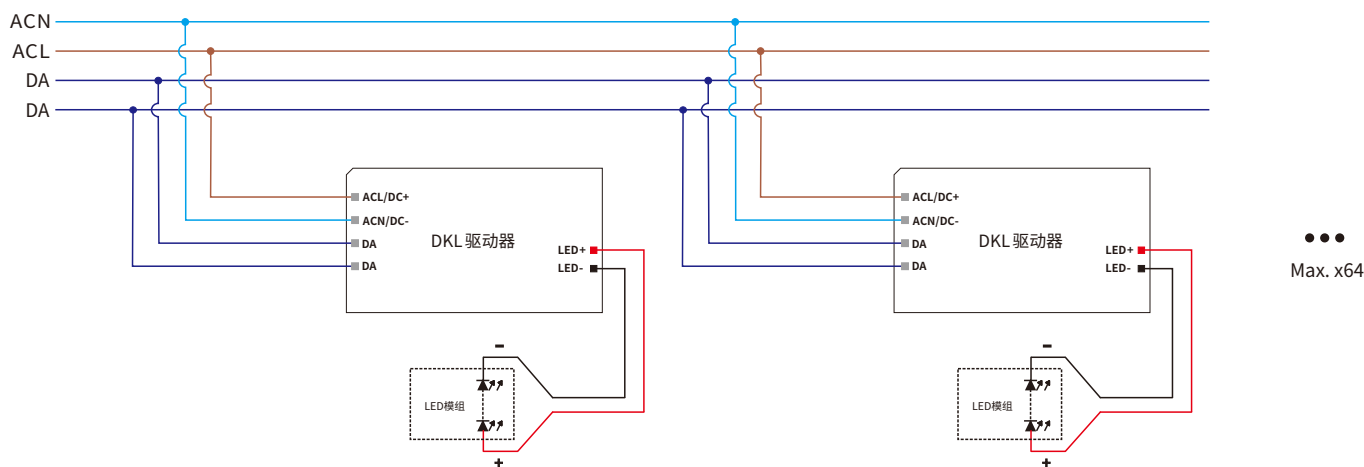 ACN
ACL
DA
DA
ACL/DC+
ACN/DC-
DA
DA
DKL 驱动器
LED+
LED-
ACL/DC+
ACN/DC-
DA
DA
DKL 驱动器
LED+
LED-
•••
Max. x64
-
LED模组
+
-
LED模组
+